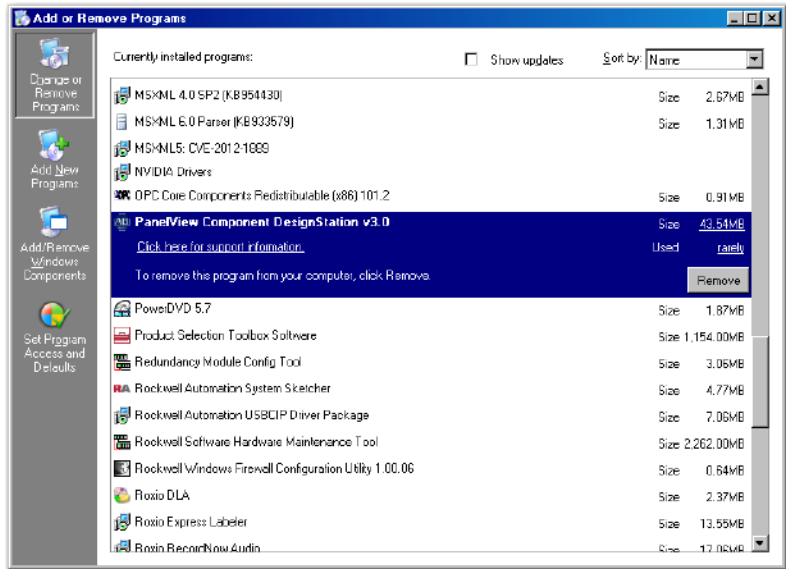 Add or Remove Programs
Change or
Remove
Programs
Add New
Programs
Add/Remove
Windows
Components
Set Program
Access and
Defaults
Currently installed programs:
Show updates
Sort by: Name
MSXML 4.0 SP2 (KB954430) Size 2.67MB
MSXML 6.0 Parser (KB933579) Size 1.31MB
MSXML5: CVE-2012-1889
NVIDIA Drivers
OPC Core Components Redistributable (x86) 101.2 Size 0.91MB
PanelView Component DesignStation v3.0 Size 43.54MB
Click here for support information. Used rarely
To remove this program from your computer, click Remove. Remove
PowerDVD 5.7 Size 1.87MB
Product Selection Toolbox Software Size 1,154.00MB
Redundancy Module Config Tool Size 3.06MB
Rockwell Automation System Sketcher Size 4.77MB
Rockwell Automation USBCIP Driver Package Size 7.06MB
Rockwell Software Hardware Maintenance Tool Size 2,262.00MB
Rockwell Windows Firewall Configuration Utility 1.00.06 Size 0.64MB
Roxio DLA Size 2.37MB
Roxio Express Labeler Size 13.55MB
Roxio RecordNow Audio Size 17.06MB